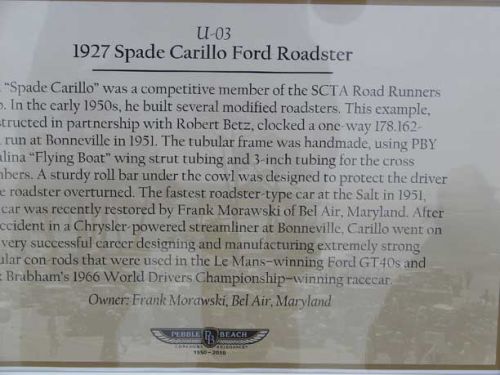 U-03
1927 Spade Carillo Ford Roadster
"Spade Carillo" was a competitive member of the SCTA Road Runners
In the early 1950s, he built several modified roadsters. This example,
structed in partnership with Robert Betz, clocked a one-way 178.162-
run at Bonneville in 1951. The tubular frame was handmade, using PBY
alina "Flying Boat" wing strut tubing and 3-inch tubing for the cross
mbers. A sturdy roll bar under the cowl was designed to protect the driver
e roadster overturned. The fastest roadster-type car at the Salt in 1951,
car was recently restored by Frank Morawski of Bel Air, Maryland. After
ccident in a Chrysler-powered streamliner at Bonneville, Carillo went on
very successful career designing and manufacturing extremely strong
ular con-rods that were used in the Le Mans-winning Ford GT40s and
Brabham's 1966 World Drivers Championship-winning racecar.
Owner: Frank Morawski, Bel Air, Maryland
PEBBLE BEACH
CONCOURS D'ELEGANCE
1950-2010